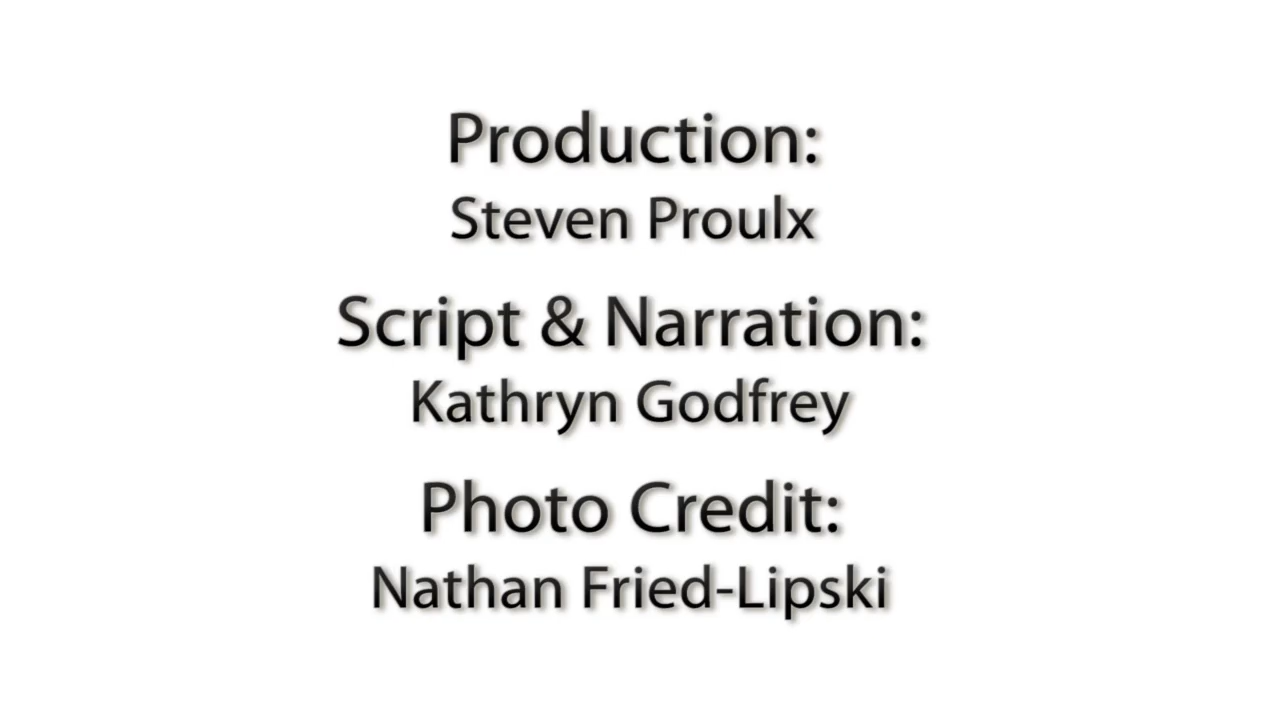 Production:
Steven Proulx
Script & Narration:
Kathryn Godfrey
Photo Credit:
Nathan Fried-Lipski